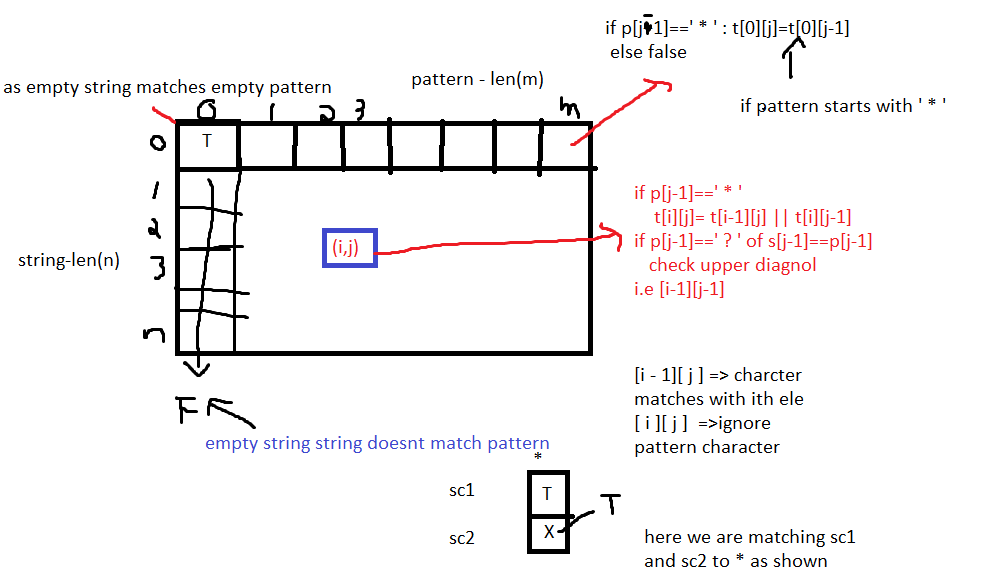 if p[j-1]==' * ' : t[0][j]=t[0][j-1]
else false
pattern - len(m)
as empty string matches empty pattern
if pattern starts with ' * '
0 1 2 3 m
0 T
1
2
3
n
string-len(n)
(i,j)
if p[j-1]==' * '
t[i][j]= t[i-1][j] || t[i][j-1]
if p[j-1]==' ? ' of s[j-1]==p[j-1]
check upper diagnol
i.e [i-1][j-1]
F
empty string string doesnt match pattern
[i - 1][ j ] => charcter
matches with ith ele
[ i ][ j ] =>ignore
pattern character
*
sc1 T
sc2 X T
here we are matching sc1
and sc2 to * as shown